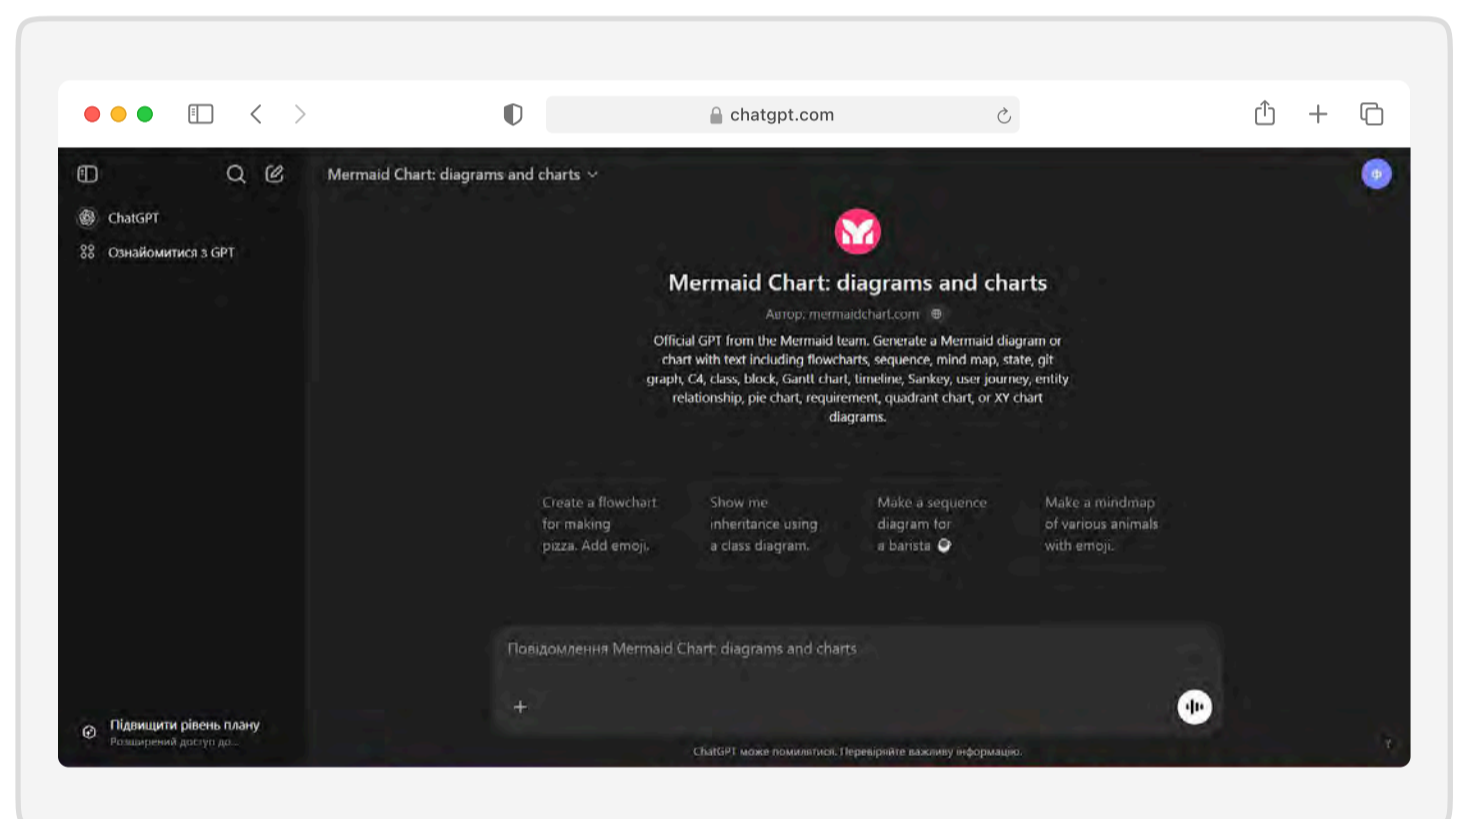 chatgpt.com
Mermaid Chart: diagrams and charts
Ф
ChatGPT
Ознайомитися з GPT
Mermaid Chart: diagrams and charts
Автор: mermaidchart.com
Official GPT from the Mermaid team. Generate a Mermaid diagram or
chart with text including flowcharts, sequence, mind map, state, git
graph, C4, class, block, Gantt chart, timeline, Sankey, user journey, entity
relationship, pie chart, requirement, quadrant chart, or XY chart
diagrams.
Create a flowchart
for making
pizza. Add emoji.
Show me
inheritance using
a class diagram.
Make a sequence
diagram for
a barista
Make a mindmap
of various animals
with emoji.
Повідомлення Mermaid Chart: diagrams and charts
Підвищити рівень плану
Розширений доступ до...
ChatGPT може помилятися. Перевіряйте важливу інформацію.